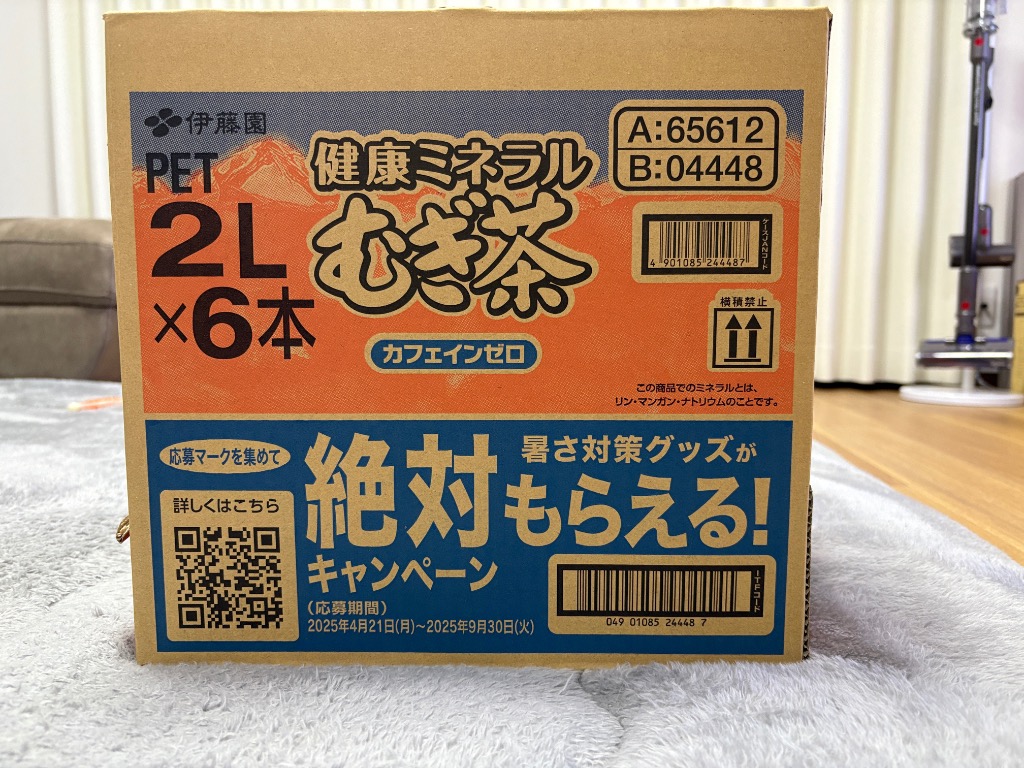 伊藤園
PET
2L
×6本
健康ミネラル
むぎ茶
カフェインゼロ
A:65612
B:04448
4 901085 244487
ケースJANコード
横積禁止
この商品でのミネラルとは、
リン・マンガン・ナトリウムのことです。
応募マークを集めて
絶対
暑さ対策グッズが
もらえる!
キャンペーン
詳しくはこちら
(応募期間)
2025年4月21日(月)~2025年9月30日(火)
ITFコード
049 01085 24448 7